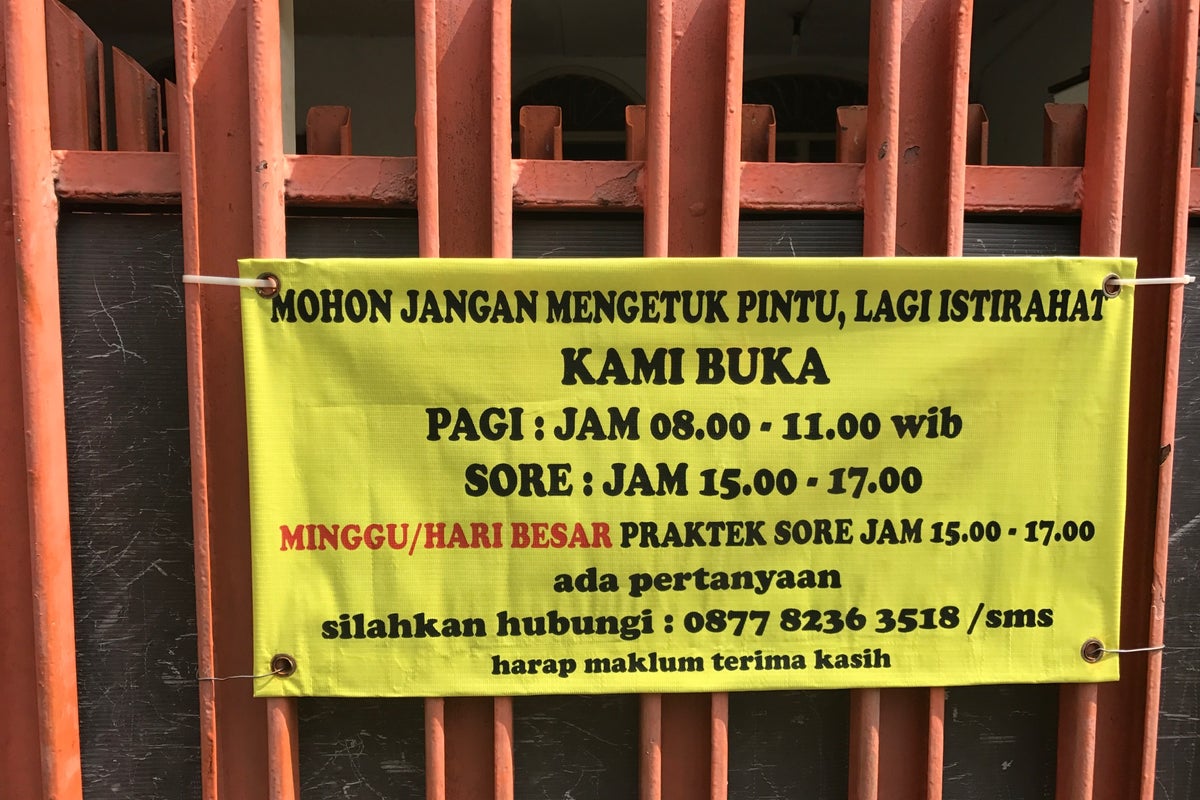 MOHON JANGAN MENGETUK PINTU, LAGI ISTIRAHAT
KAMI BUKA
PAGI : JAM 08.00 - 11.00 wib
SORE : JAM 15.00 - 17.00
MINGGU/HARI BESAR PRAKTEK SORE JAM 15.00 - 17.00
ada pertanyaan
silahkan hubungi : 0877 8236 3518 /sms
harap maklum terima kasih